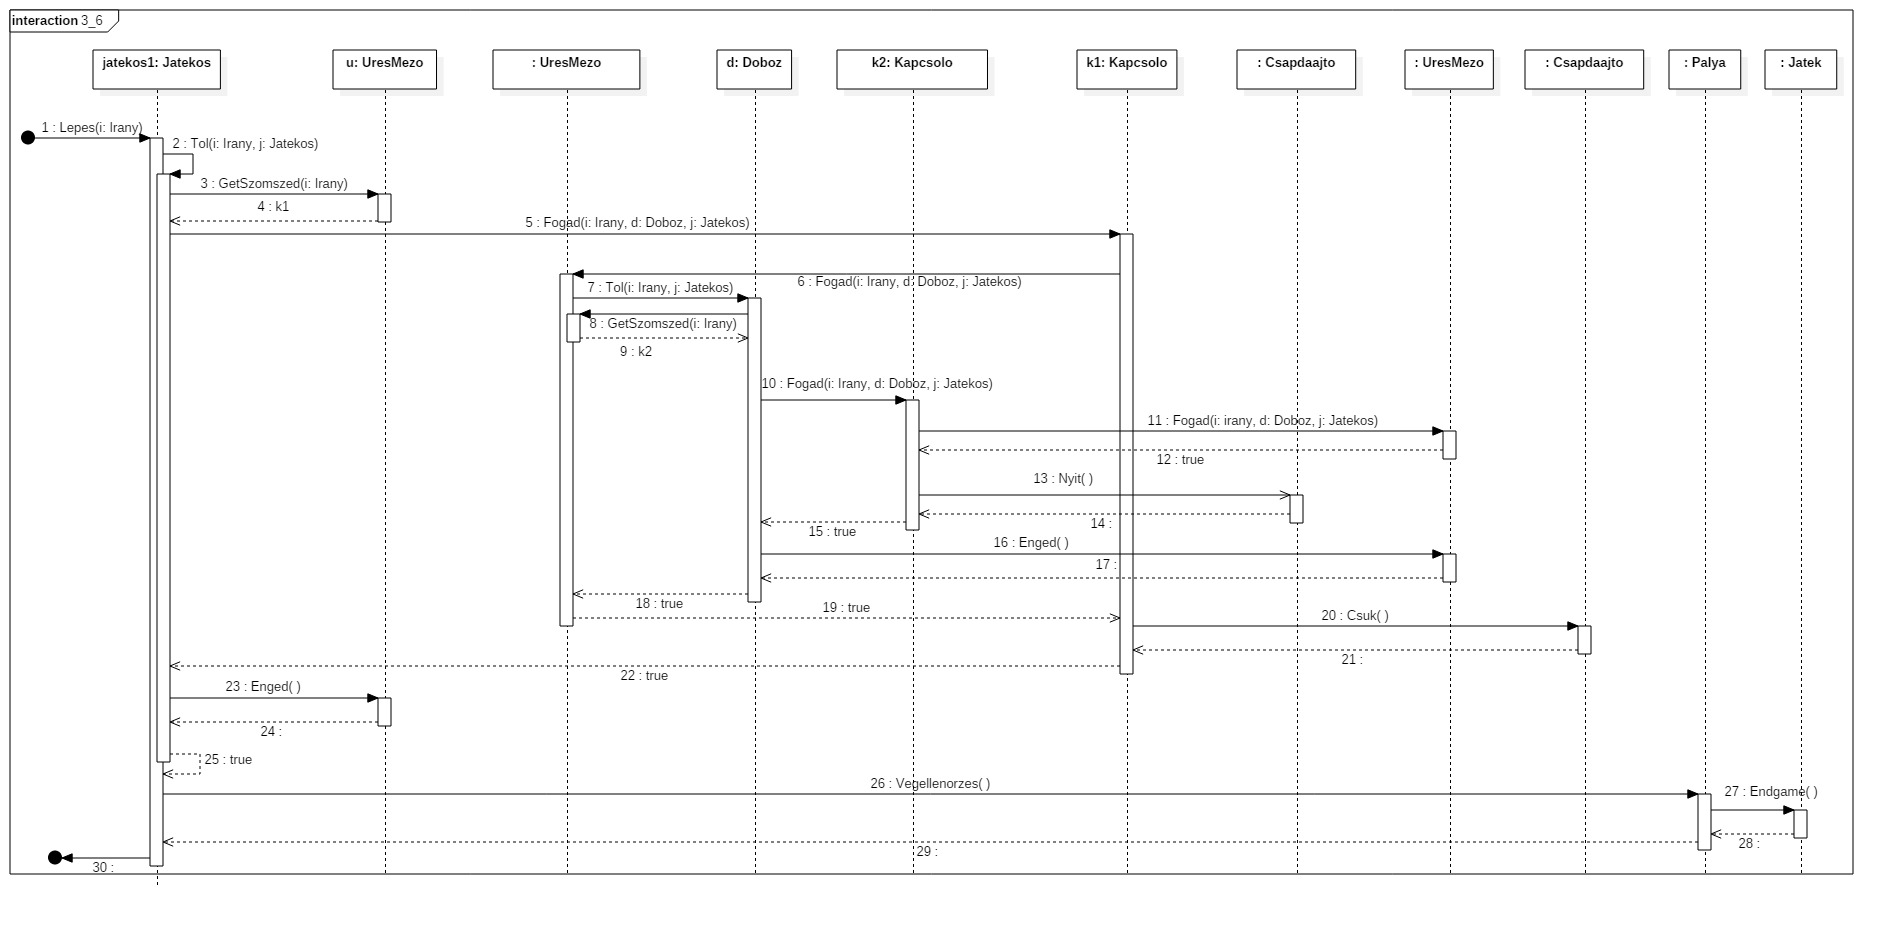 interaction 3_6
jatekos1: Jatekos
u: UresMezo
: UresMezo
d: Doboz
k2: Kapcsolo
k1: Kapcsolo
: Csapdaajto
: UresMezo
: Csapdaajto
: Palya
: Jatek
1 : Lepes(i: Irany)
2 : Tol(i: Irany, j: Jatekos)
3 : GetSzomszed(i: Irany)
4 : k1
5 : Fogad(i: Irany, d: Doboz, j: Jatekos)
6 : Fogad(i: Irany, d: Doboz, j: Jatekos)
7 : Tol(i: Irany, j: Jatekos)
8 : GetSzomszed(i: Irany)
9 : k2
10 : Fogad(i: Irany, d: Doboz, j: Jatekos)
11 : Fogad(i: irany, d: Doboz, j: Jatekos)
12 : true
13 : Nyit( )
14 :
15 : true
16 : Enged( )
17 :
18 : true
19 : true
20 : Csuk( )
21 :
22 : true
23 : Enged( )
24 :
25 : true
26 : Vegellenorzes( )
27 : Endgame( )
28 :
29 :
30 :